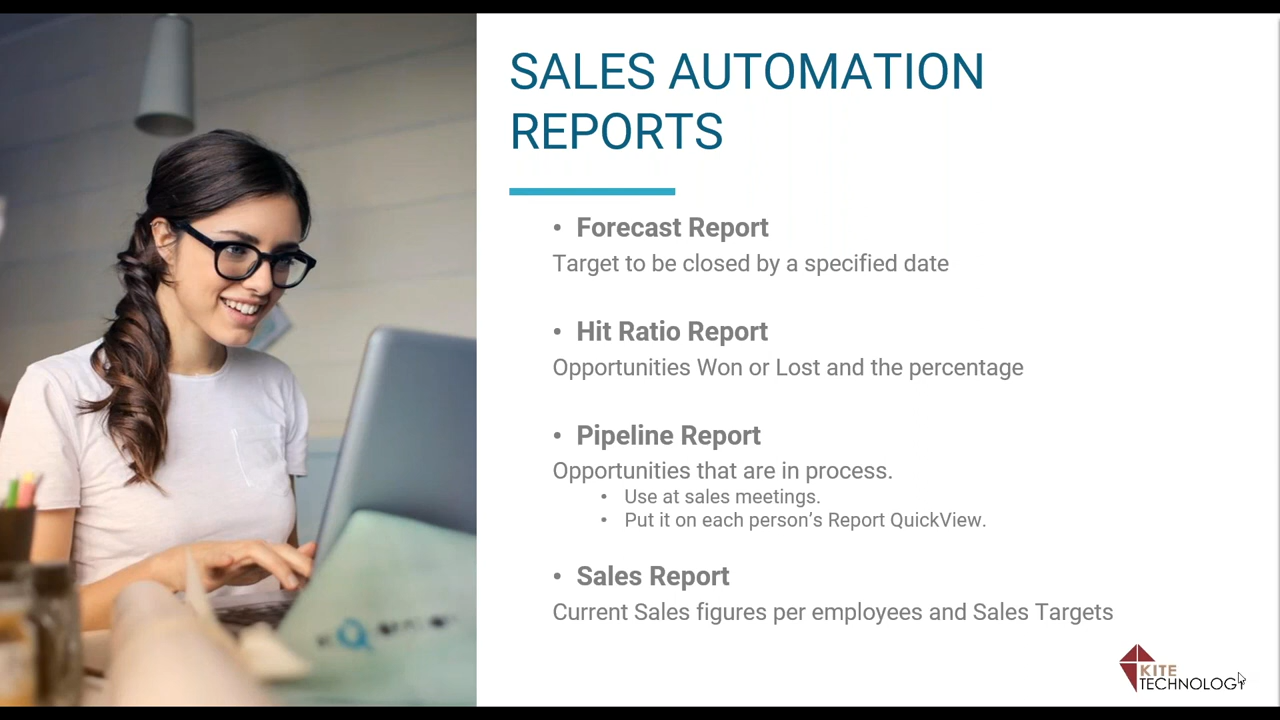 SALES AUTOMATION
REPORTS
• Forecast Report
Target to be closed by a specified date
• Hit Ratio Report
Opportunities Won or Lost and the percentage
• Pipeline Report
Opportunities that are in process.
• Use at sales meetings.
• Put it on each person’s Report QuickView.
• Sales Report
Current Sales figures per employees and Sales Targets
KITE
TECHNOLOGY